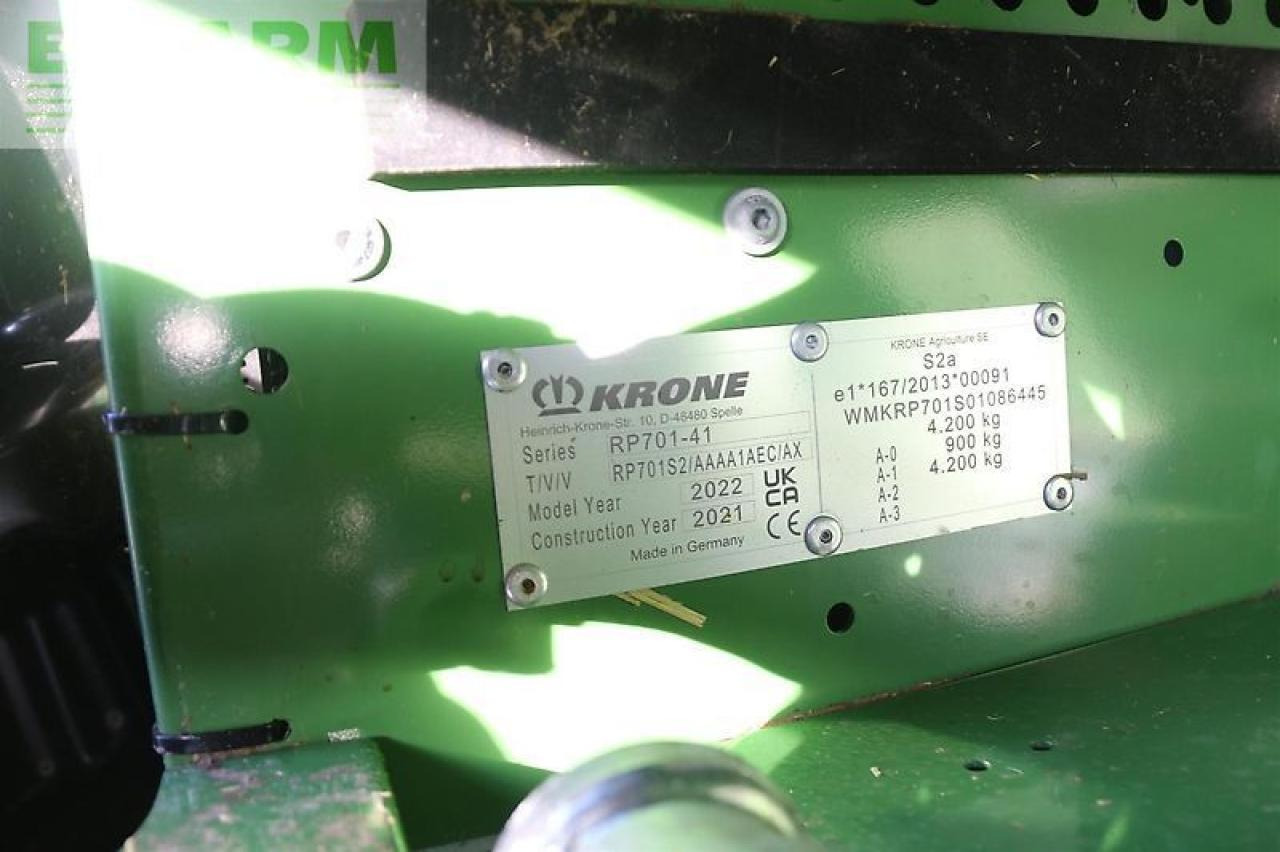 KRONE
Heinrich-Krone-Str. 10, D-48480 Spelle
Series RP701-41
T/V/V RP701S2/AAAA1AEC/AX
Model Year 2022
Construction Year 2021
UK
CA
CE
Made in Germany
KRONE Agriculture SE
S2a
e1*167/2013*00091
WMKRP701S01086445
4.200 kg
A-0 900 kg
A-1 4.200 kg
A-2
A-3